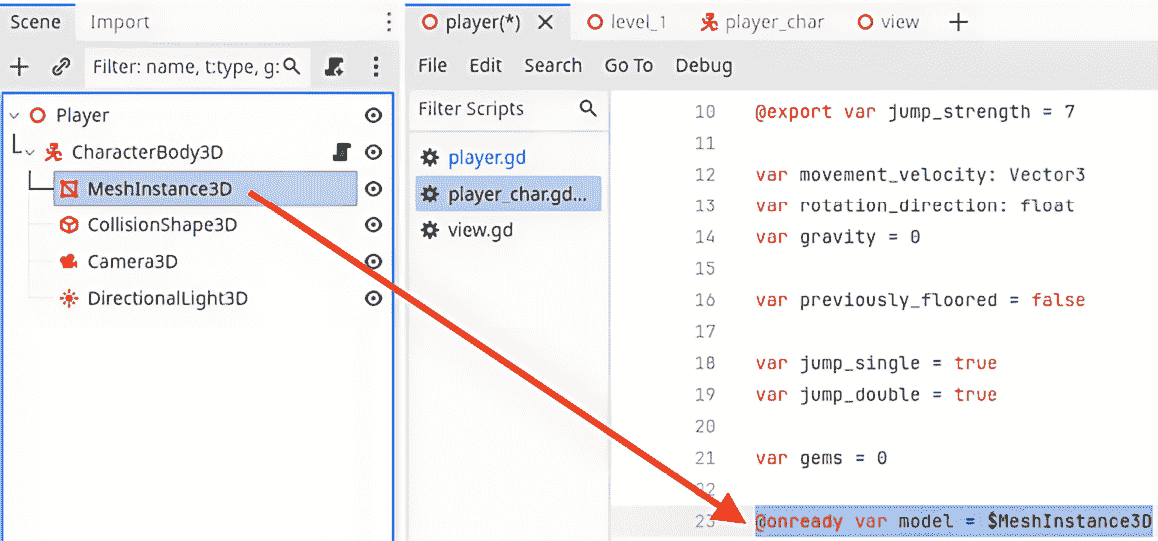 Scene Import
Filter: name, t:type, g:
Player
CharacterBody3D
MeshInstance3D
CollisionShape3D
Camera3D
DirectionalLight3D
player(*) level_1 player_char view
File Edit Search Go To Debug
Filter Scripts
player.gd
player_char.gd...
view.gd
10 @export var jump_strength = 7
11
12 var movement_velocity: Vector3
13 var rotation_direction: float
14 var gravity = 0
15
16 var previously_floored = false
17
18 var jump_single = true
19 var jump_double = true
20
21 var gems = 0
22
23 @onready var model = $MeshInstance3D